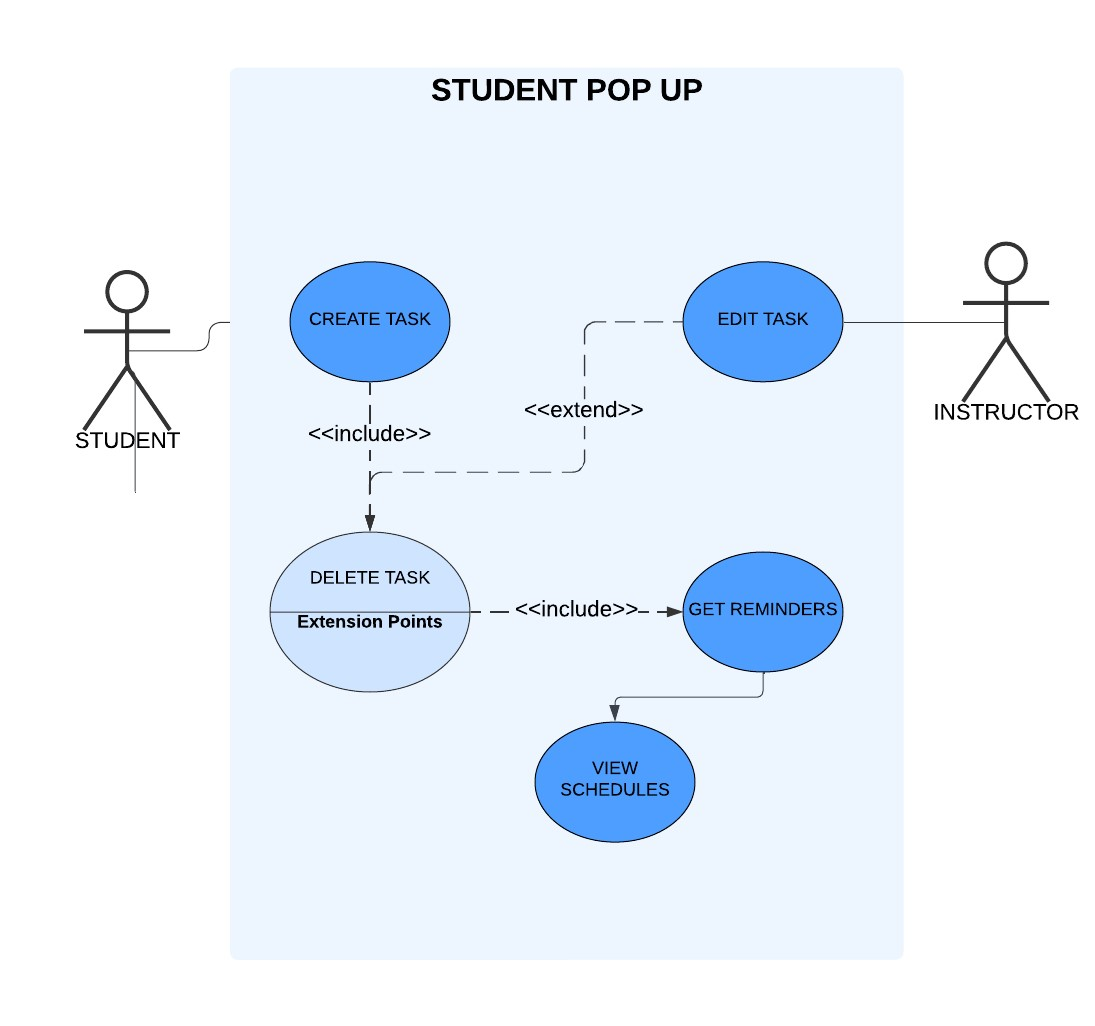 STUDENT POP UP
CREATE TASK
EDIT TASK
<<extend>>
INSTRUCTOR
<<include>>
STUDENT
DELETE TASK
Extension Points
<<include>>
GET REMINDERS
VIEW
SCHEDULES